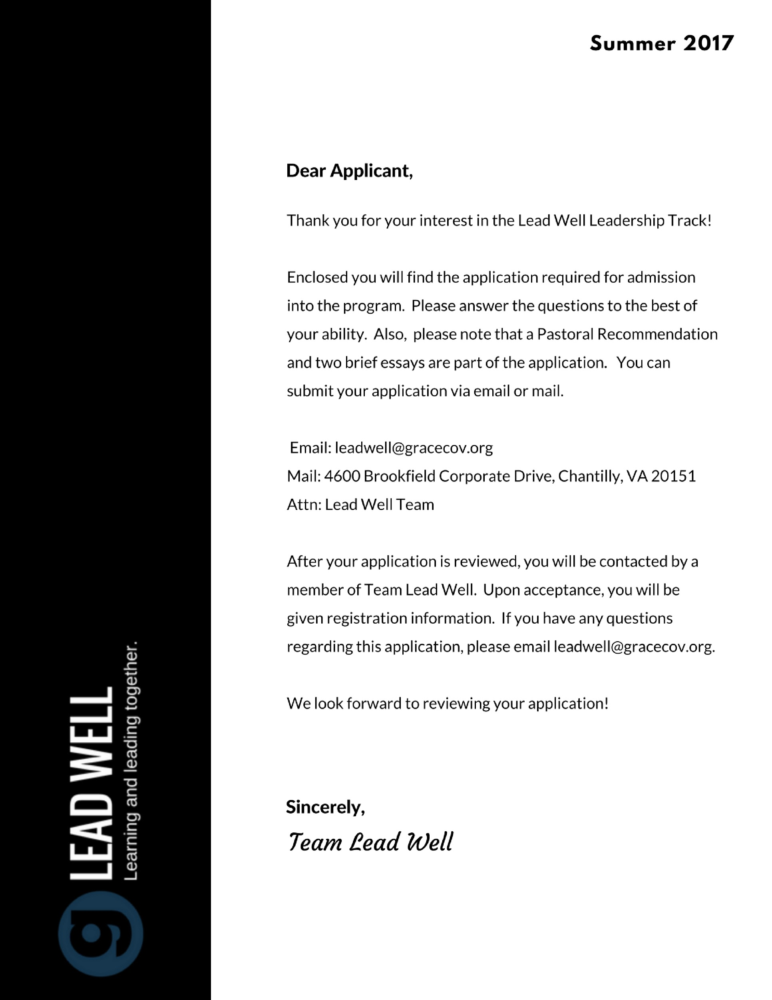 Summer 2017
Dear Applicant,
Thank you for your interest in the Lead Well Leadership Track!
Enclosed you will find the application required for admission
into the program. Please answer the questions to the best of
your ability. Also, please note that a Pastoral Recommendation
and two brief essays are part of the application. You can
submit your application via email or mail.
Email: leadwell@gracecov.org
Mail: 4600 Brookfield Corporate Drive, Chantilly, VA 20151
Attn: Lead Well Team
After your application is reviewed, you will be contacted by a
member of Team Lead Well. Upon acceptance, you will be
given registration information. If you have any questions
regarding this application, please email leadwell@gracecov.org.
We look forward to reviewing your application!
Sincerely,
Team Lead Well
g
LEAD WELL
Learning and leading together.